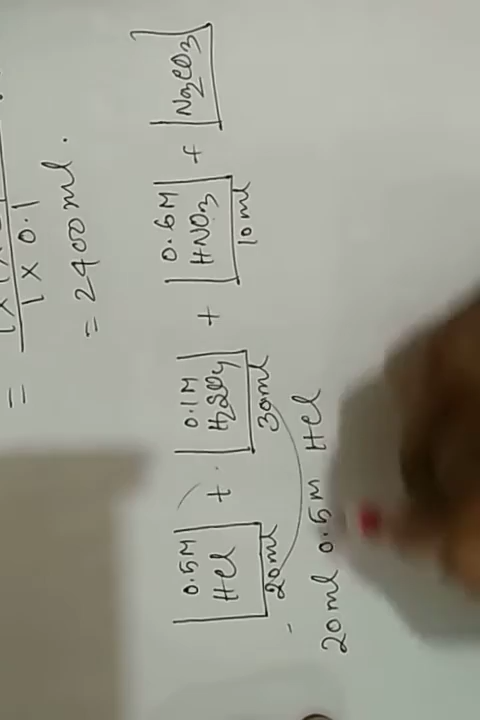 1 X 0.1
=
= 2400 ml.
0.5M
HCl
20ml
+
0.1M
H2SO4
30ml
+
0.6M
HNO3
10ml
+
Na2CO3
20ml 0.5M HCl